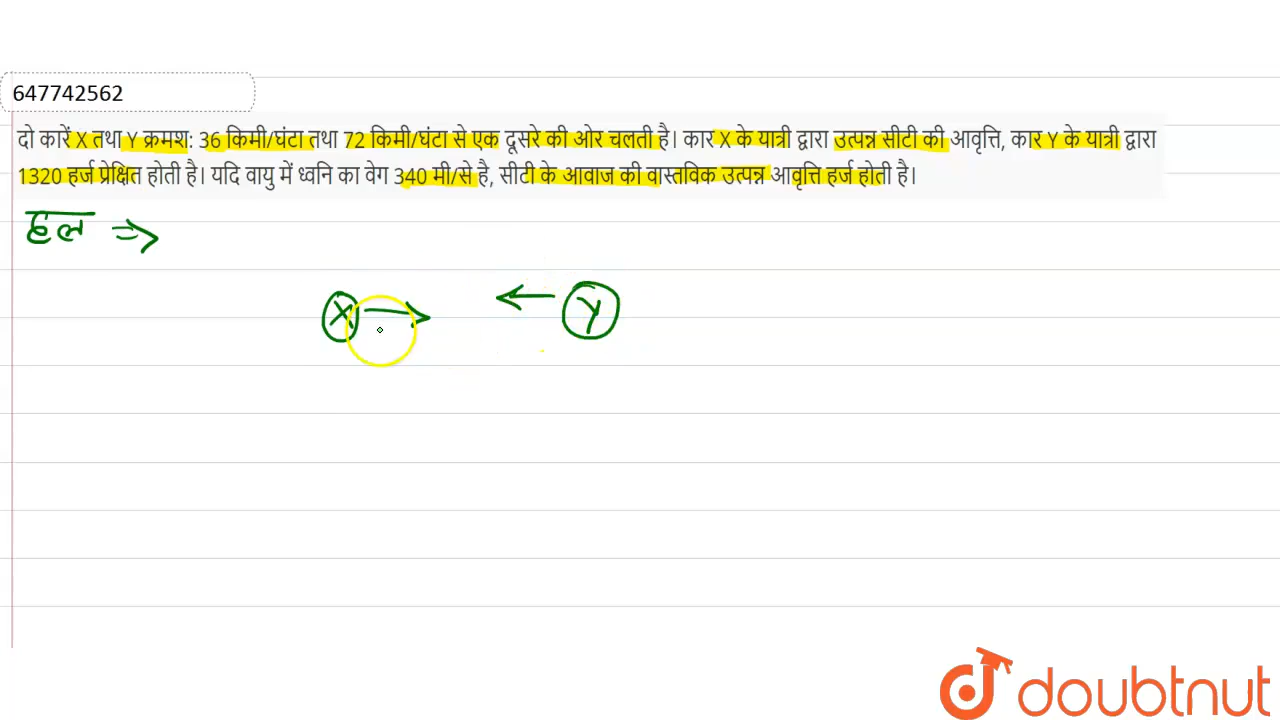 647742562
दो कारें X तथा Y क्रमश: 36 किमी/घंटा तथा 72 किमी/घंटा से एक दूसरे की ओर चलती है। कार X के यात्री द्वारा उत्पन्न सीटी की आवृत्ति, कार Y के यात्री द्वारा
1320 हर्ज प्रेक्षित होती है। यदि वायु में ध्वनि का वेग 340 मी/से है, सीटी के आवाज की वास्तविक उत्पन्न आवृत्ति हर्ज होती है।
हल ⇒
X → ← Y
doubtnut